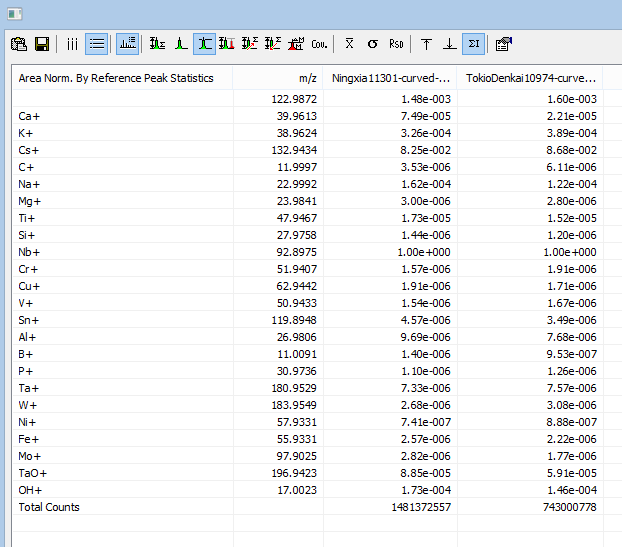 Cou. X σ RSD ΣI
Area Norm. By Reference Peak Statistics m/z Ningxia11301-curved-... TokioDenkai10974-curve...
122.9872 1.48e-003 1.60e-003
Ca+ 39.9613 7.49e-005 2.21e-005
K+ 38.9624 3.26e-004 3.89e-004
Cs+ 132.9434 8.25e-002 8.68e-002
C+ 11.9997 3.53e-006 6.11e-006
Na+ 22.9992 1.62e-004 1.22e-004
Mg+ 23.9841 3.00e-006 2.80e-006
Ti+ 47.9467 1.73e-005 1.52e-005
Si+ 27.9758 1.44e-006 1.20e-006
Nb+ 92.8975 1.00e+000 1.00e+000
Cr+ 51.9407 1.57e-006 1.91e-006
Cu+ 62.9442 1.91e-006 1.71e-006
V+ 50.9433 1.54e-006 1.67e-006
Sn+ 119.8948 4.57e-006 3.49e-006
Al+ 26.9806 9.69e-006 7.68e-006
B+ 11.0091 1.40e-006 9.53e-007
P+ 30.9736 1.10e-006 1.26e-006
Ta+ 180.9529 7.33e-006 7.57e-006
W+ 183.9549 2.68e-006 3.08e-006
Ni+ 57.9331 7.41e-007 8.88e-007
Fe+ 55.9331 2.57e-006 2.22e-006
Mo+ 97.9025 2.82e-006 1.77e-006
TaO+ 196.9423 8.85e-005 5.91e-005
OH+ 17.0023 1.73e-004 1.46e-004
Total Counts 1481372557 743000778